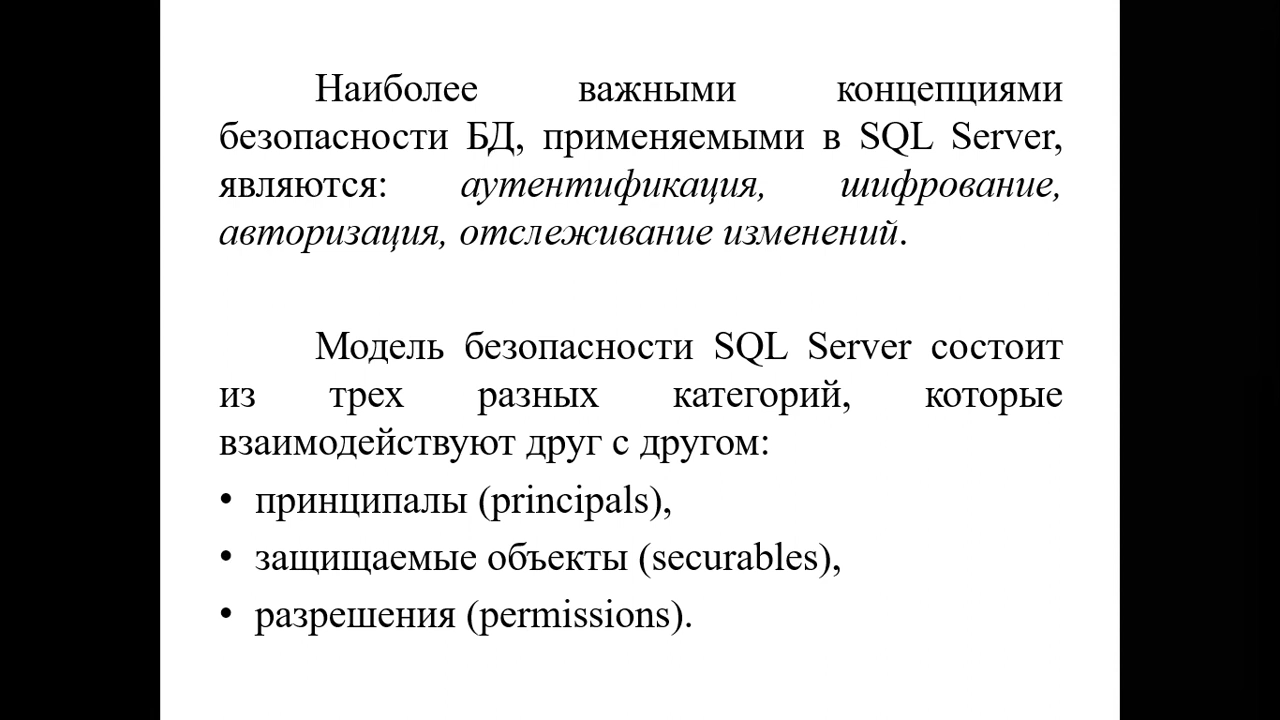 Наиболее важными концепциями
безопасности БД, применяемыми в SQL Server,
являются: аутентификация, шифрование,
авторизация, отслеживание изменений.
Модель безопасности SQL Server состоит
из трех разных категорий, которые
взаимодействуют друг с другом:
• принципалы (principals),
• защищаемые объекты (securables),
• разрешения (permissions).